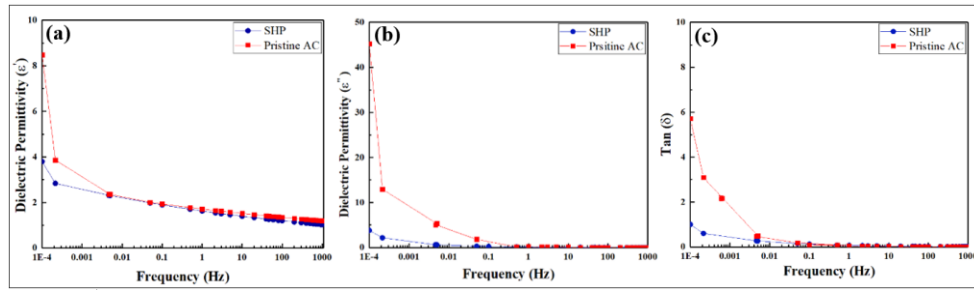 (a)
SHP
Pristine AC
Dielectric Permittivity (ε')
10
8
6
4
2
0
1E-4 0.001 0.01 0.1 1 10 100 1000
Frequency (Hz)
(b)
SHP
Prsitine AC
Dielectric Permittivity (ε")
50
40
30
20
10
0
1E-4 0.001 0.01 0.1 1 10 100 1000
Frequency (Hz)
(c)
SHP
Pristine AC
Tan (δ)
10
8
6
4
2
0
1E-4 0.001 0.01 0.1 1 10 100 1000
Frequency (Hz)